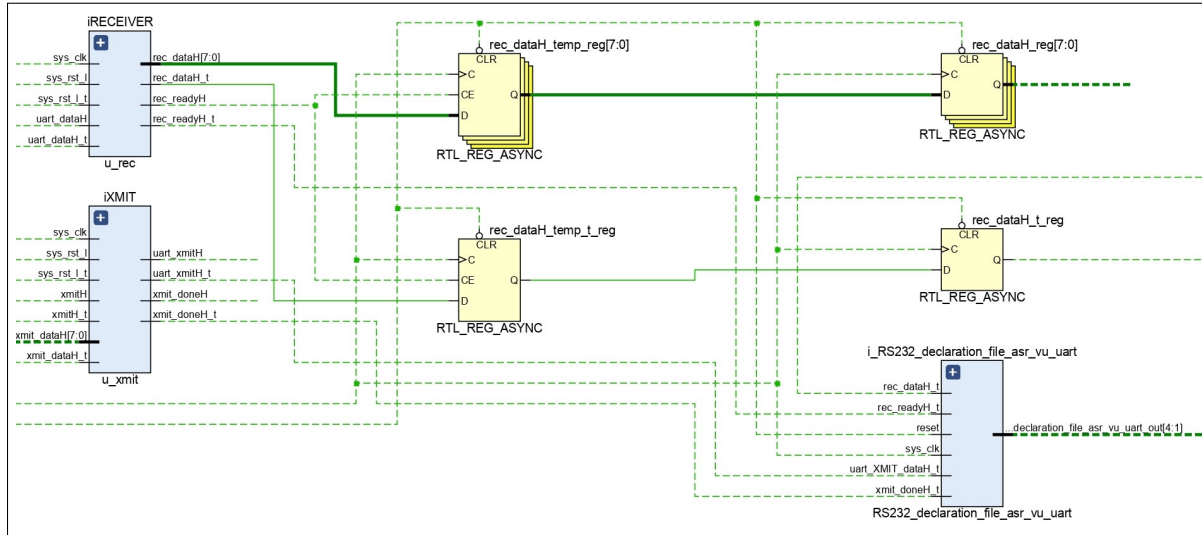 iRECEIVER
sys_clk
sys_rst_l
sys_rst_l_t
uart_dataH
uart_dataH_t
rec_dataH[7:0]
rec_dataH_t
rec_readyH
rec_readyH_t
u_rec
rec_dataH_temp_reg[7:0]
CLR
C
CE
D
Q
RTL_REG_ASYNC
rec_dataH_reg[7:0]
CLR
C
D
Q
RTL_REG_ASYNC
iXMIT
sys_clk
sys_rst_l
sys_rst_l_t
xmitH
xmitH_t
xmit_dataH[7:0]
xmit_dataH_t
uart_xmitH
uart_xmitH_t
xmit_doneH
xmit_doneH_t
u_xmit
rec_dataH_temp_t_reg
CLR
C
CE
D
Q
RTL_REG_ASYNC
rec_dataH_t_reg
CLR
C
D
Q
RTL_REG_ASYNC
i_RS232_declaration_file_asr_vu_uart
rec_dataH_t
rec_readyH_t
reset
sys_clk
uart_XMIT_dataH_t
xmit_doneH_t
...declaration_file_asr_vu_uart_out[4:1]
RS232_declaration_file_asr_vu_uart